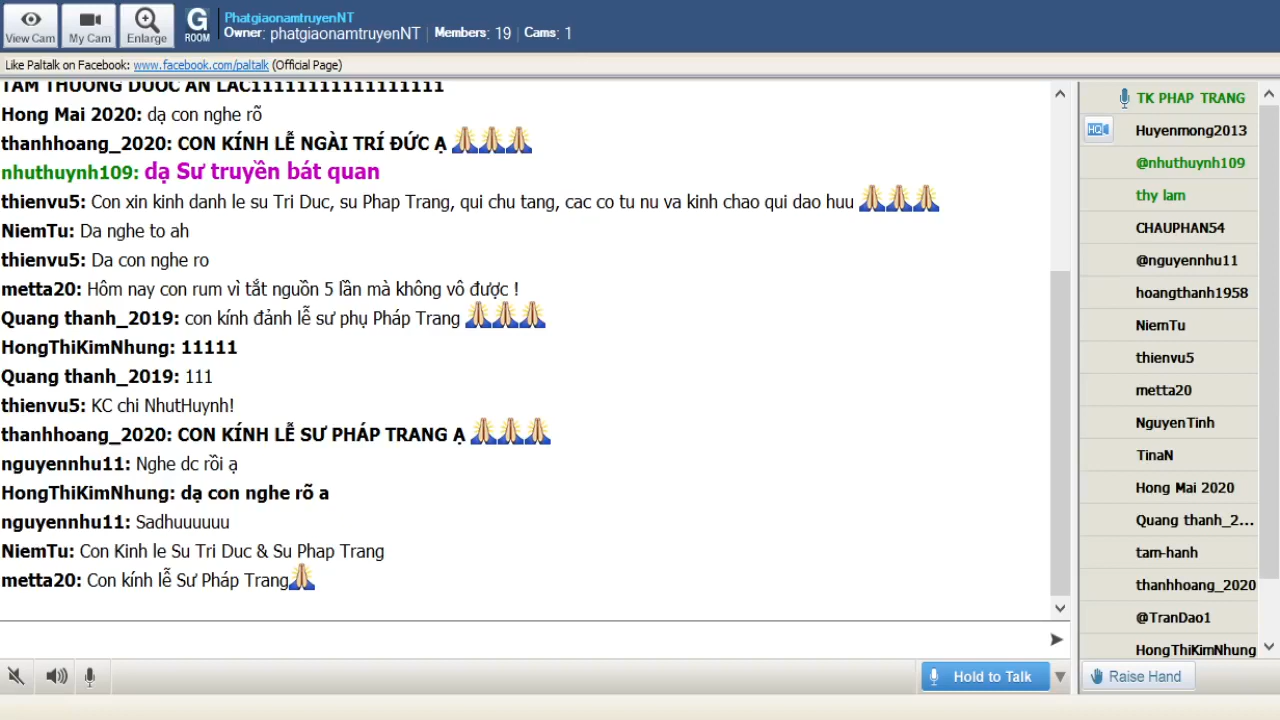 View Cam
My Cam
Enlarge
G
ROOM
PhatgiaonamtruyenNT
Owner: phatgiaonamtruyenNT | Members: 19 | Cams: 1
Like Paltalk on Facebook: www.facebook.com/paltalk (Official Page)
TAM THUONG DUOC AN LAC11111111111111111
Hong Mai 2020: dạ con nghe rõ
thanhhoang_2020: CON KÍNH LỄ NGÀI TRÍ ĐỨC Ạ
nhuthuynh109: dạ Sư truyền bát quan
thienvu5: Con xin kinh danh le su Tri Duc, su Phap Trang, qui chu tang, cac co tu nu va kinh chao qui dao huu
NiemTu: Da nghe to ah
thienvu5: Da con nghe ro
metta20: Hôm nay con rum vì tắt nguồn 5 lần mà không vô được !
Quang thanh_2019: con kính đảnh lễ sư phụ Pháp Trang
HongThiKimNhung: 11111
Quang thanh_2019: 111
thienvu5: KC chi NhutHuynh!
thanhhoang_2020: CON KÍNH LỄ SƯ PHÁP TRANG Ạ
nguyennhu11: Nghe dc rồi ạ
HongThiKimNhung: dạ con nghe rõ a
nguyennhu11: Sadhuuuuuu
NiemTu: Con Kinh le Su Tri Duc & Su Phap Trang
metta20: Con kính lễ Sư Pháp Trang
TK PHAP TRANG
HQ
Huyenmong2013
@nhuthuynh109
thy lam
CHAUPHAN54
@nguyennhu11
hoangthanh1958
NiemTu
thienvu5
metta20
NguyenTinh
TinaN
Hong Mai 2020
Quang thanh_2...
tam-hanh
thanhhoang_2020
@TranDao1
HongThiKimNhung
Hold to Talk
Raise Hand